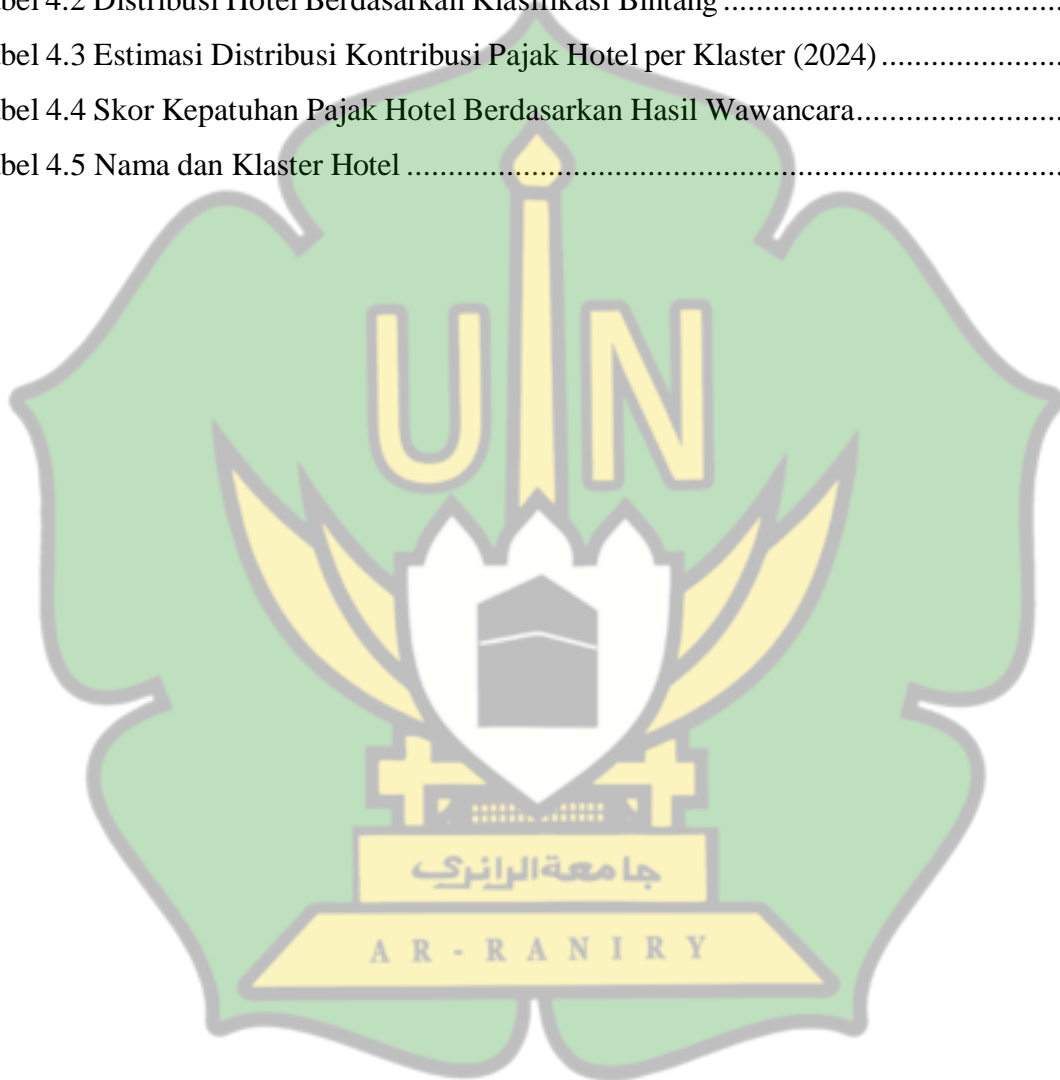 bel 4.2 Distribusi Hotel Berdasarkan Klasifikasi Bintang ........................................
bel 4.3 Estimasi Distribusi Kontribusi Pajak Hotel per Klaster (2024) ......................
bel 4.4 Skor Kepatuhan Pajak Hotel Berdasarkan Hasil Wawancara.........................
bel 4.5 Nama dan Klaster Hotel ................................................................................
UIN
جامعةالرانري
AR-RANIRY